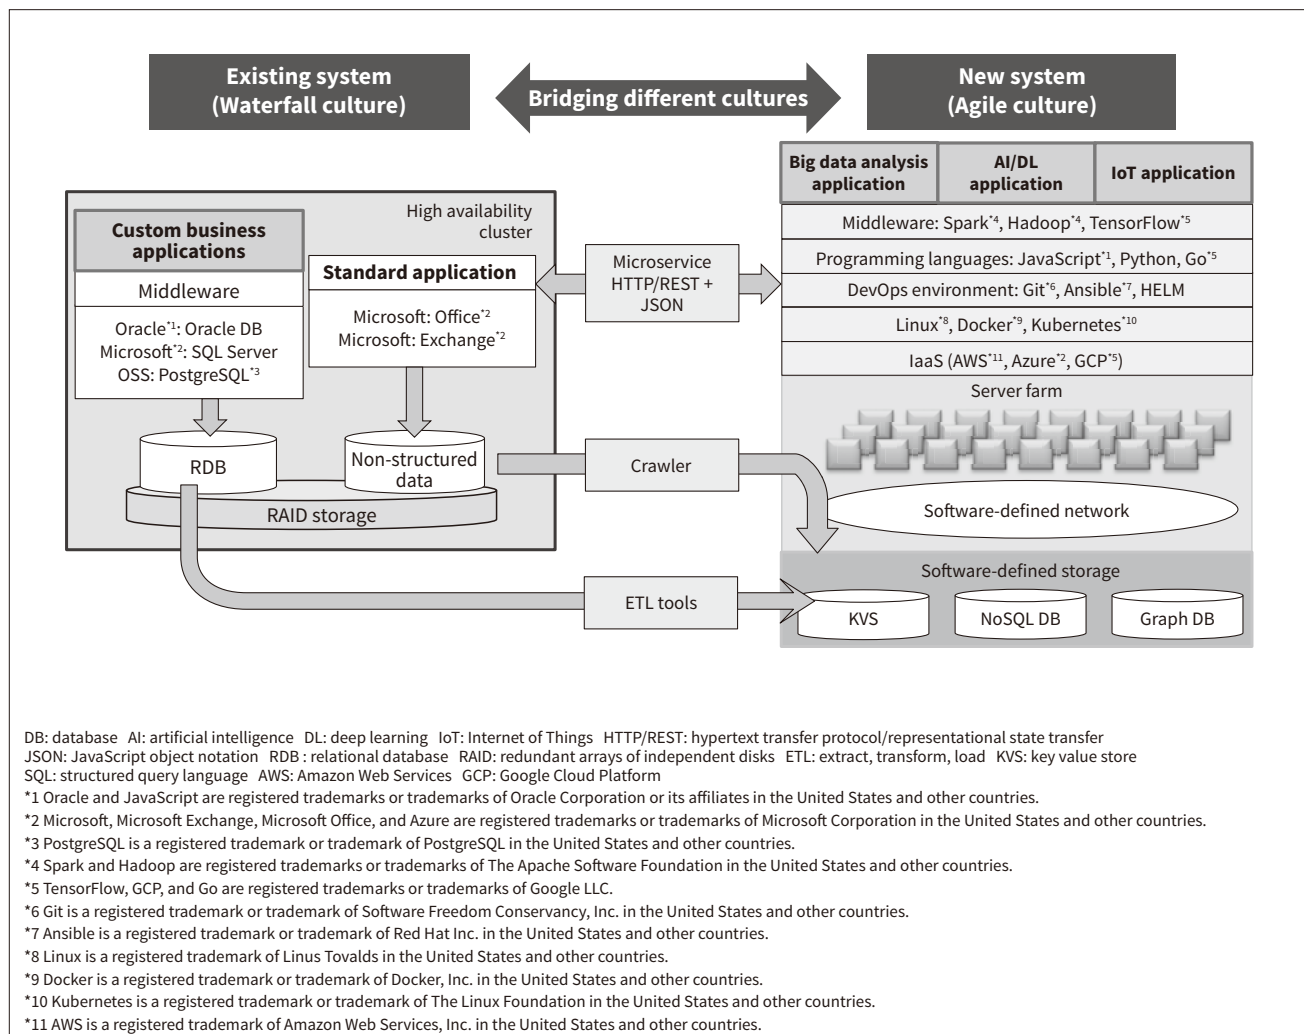 Existing system
(Waterfall culture)
Bridging different cultures
New system
(Agile culture)
High availability
cluster
Custom business
applications
Middleware
Oracle*1: Oracle DB
Microsoft*2: SQL Server
OSS: PostgreSQL*3
Standard application
Microsoft: Office*2
Microsoft: Exchange*2
RDB
Non-structured
data
RAID storage
Microservice
HTTP/REST +
JSON
Crawler
ETL tools
Big data analysis
application
AI/DL
application
IoT application
Middleware: Spark*4, Hadoop*4, TensorFlow*5
Programming languages: JavaScript*1, Python, Go*5
DevOps environment: Git*6, Ansible*7, HELM
Linux*8, Docker*9, Kubernetes*10
IaaS (AWS*11, Azure*2, GCP*5)
Server farm
Software-defined network
Software-defined storage
KVS
NoSQL DB
Graph DB
DB: database AI: artificial intelligence DL: deep learning IoT: Internet of Things HTTP/REST: hypertext transfer protocol/representational state transfer
JSON: JavaScript object notation RDB : relational database RAID: redundant arrays of independent disks ETL: extract, transform, load KVS: key value store
SQL: structured query language AWS: Amazon Web Services GCP: Google Cloud Platform
*1 Oracle and JavaScript are registered trademarks or trademarks of Oracle Corporation or its affiliates in the United States and other countries.
*2 Microsoft, Microsoft Exchange, Microsoft Office, and Azure are registered trademarks or trademarks of Microsoft Corporation in the United States and other countries.
*3 PostgreSQL is a registered trademark or trademark of PostgreSQL in the United States and other countries.
*4 Spark and Hadoop are registered trademarks or trademarks of The Apache Software Foundation in the United States and other countries.
*5 TensorFlow, GCP, and Go are registered trademarks or trademarks of Google LLC.
*6 Git is a registered trademark or trademark of Software Freedom Conservancy, Inc. in the United States and other countries.
*7 Ansible is a registered trademark or trademark of Red Hat Inc. in the United States and other countries.
*8 Linux is a registered trademark of Linus Tovalds in the United States and other countries.
*9 Docker is a registered trademark or trademark of Docker, Inc. in the United States and other countries.
*10 Kubernetes is a registered trademark or trademark of The Linux Foundation in the United States and other countries.
*11 AWS is a registered trademark of Amazon Web Services, Inc. in the United States and other countries.